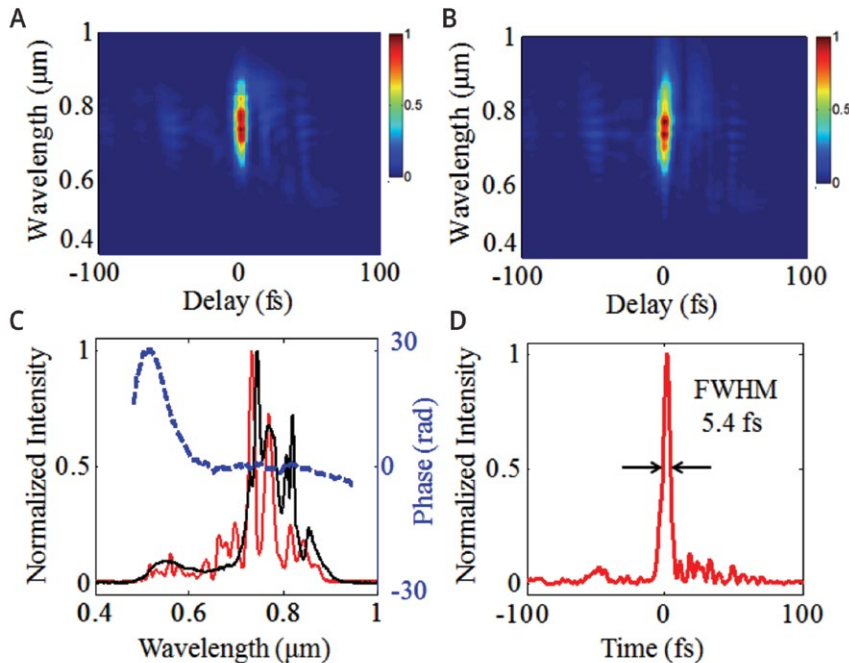 A
Wavelength (μm)
1
0.8
0.6
0.4
-100
0
100
Delay (fs)
1
0.5
0
B
Wavelength (μm)
1
0.8
0.6
0.4
-100
0
100
Delay (fs)
1
0.5
0
C
Normalized Intensity
1
0.5
0
0.4
0.6
0.8
1
Wavelength (μm)
30
0
-30
Phase (rad)
D
Normalized Intensity
1
0.5
0
-100
0
100
Time (fs)
FWHM
5.4 fs